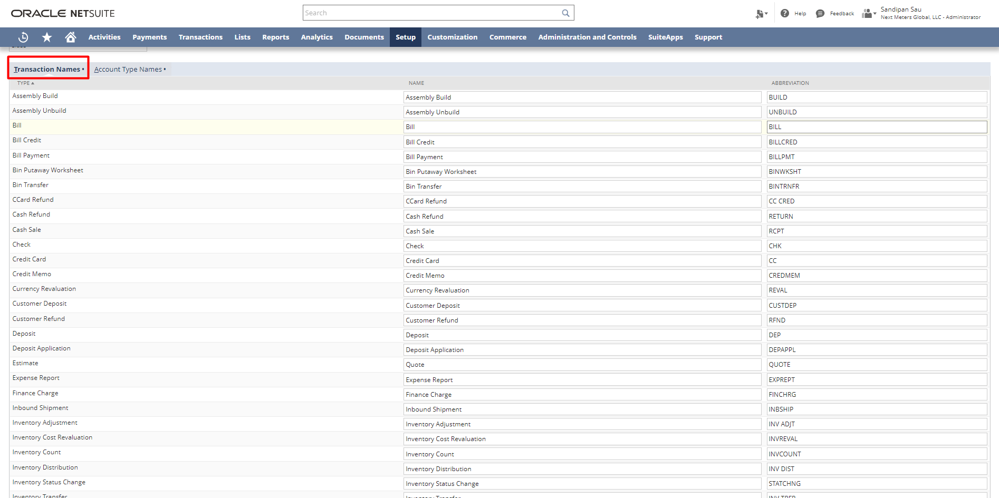 ORACLE NETSUITE
Search
Help
Feedback
Sandipan Sau
Next Meters Global, LLC - Administrator
Activities Payments Transactions Lists Reports Analytics Documents Setup Customization Commerce Administration and Controls SuiteApps Support
Transaction Names • Account Type Names •
TYPE NAME ABBREVIATION
Assembly Build Assembly Build BUILD
Assembly Unbuild Assembly Unbuild UNBUILD
Bill Bill BILL
Bill Credit Bill Credit BILLCRED
Bill Payment Bill Payment BILLPMT
Bin Putaway Worksheet Bin Putaway Worksheet BINWKSHT
Bin Transfer Bin Transfer BINTRNFR
CCard Refund CCard Refund CC CRED
Cash Refund Cash Refund RETURN
Cash Sale Cash Sale RCPT
Check Check CHK
Credit Card Credit Card CC
Credit Memo Credit Memo CREDMEM
Currency Revaluation Currency Revaluation REVAL
Customer Deposit Customer Deposit CUSTDEP
Customer Refund Customer Refund RFND
Deposit Deposit DEP
Deposit Application Deposit Application DEPAPPL
Estimate Quote QUOTE
Expense Report Expense Report EXPREPT
Finance Charge Finance Charge FINCHRG
Inbound Shipment Inbound Shipment INBSHIP
Inventory Adjustment Inventory Adjustment INV ADJT
Inventory Cost Revaluation Inventory Cost Revaluation INVREVAL
Inventory Count Inventory Count INVCOUNT
Inventory Distribution Inventory Distribution INV DIST
Inventory Status Change Inventory Status Change STATCHNG
Inventory Transfer Inventory Transfer INV TRFR